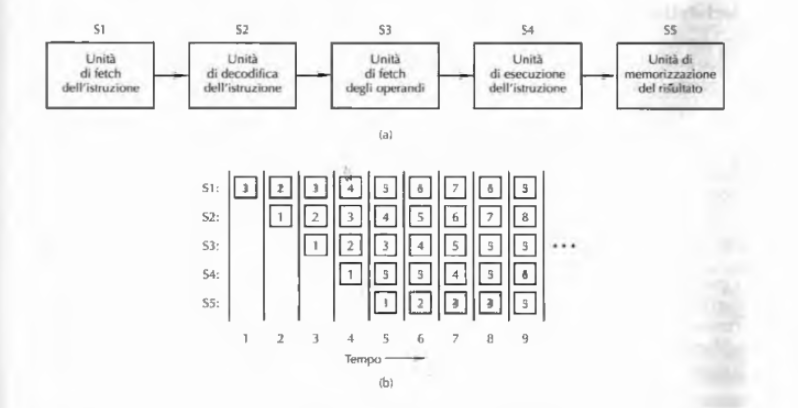 S1 S2 S3 S4 S5
Unità Unità Unità Unità Unità di
di fetch di decodifica di fetch di esecuzione memorizzazione
dell'istruzione dell'istruzione degli operandi dell'istruzione del risultato
(a)
S1: 2 3 4 6 7
S2: 1 2 3 4 5 6 7 8
S3: 1 2 3 4 5 •••
S4: 1 4
S5: 1 2
1 2 3 4 5 6 7 8 9
Tempo
(b)